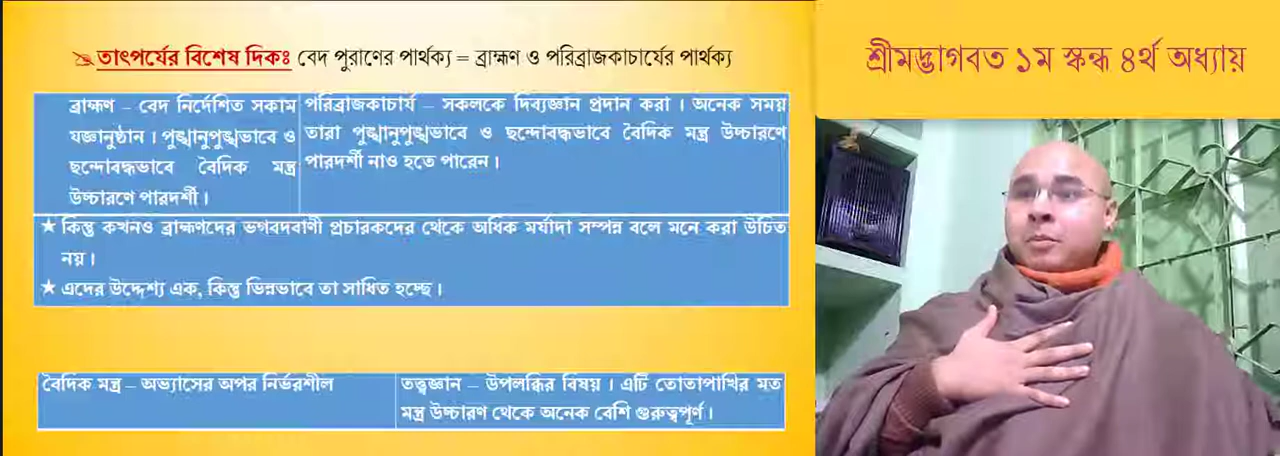 তাৎপর্যের বিশেষ দিকঃ বেদ পুরাণের পার্থক্য = ব্রাহ্মণ ও পরিব্রাজকাচার্যের পার্থক্য
ব্রাহ্মণ – বেদ নির্দেশিত সকাম
যজ্ঞানুষ্ঠান। পুঙ্খানুপুঙ্খভাবে ও
ছন্দোবদ্ধভাবে বৈদিক মন্ত্র
উচ্চারণে পারদর্শী।
পরিব্রাজকাচার্য – সকলকে দিব্যজ্ঞান প্রদান করা। অনেক সময়
তারা পুঙ্খানুপুঙ্খভাবে ও ছন্দোবদ্ধভাবে বৈদিক মন্ত্র উচ্চারণে
পারদর্শী নাও হতে পারেন।
★ কিন্তু কখনও ব্রাহ্মণদের ভগবদবাণী প্রচারকদের থেকে অধিক মর্যাদা সম্পন্ন বলে মনে করা উচিত
নয়।
★ এদের উদ্দেশ্য এক, কিন্তু ভিন্নভাবে তা সাধিত হচ্ছে।
বৈদিক মন্ত্র – অভ্যাসের অপর নির্ভরশীল
তত্ত্বজ্ঞান – উপলব্ধির বিষয়। এটি তোতাপাখির মত
মন্ত্র উচ্চারণ থেকে অনেক বেশি গুরুত্বপূর্ণ।
শ্রীমদ্ভাগবত ১ম স্কন্ধ ৪র্থ অধ্যায়